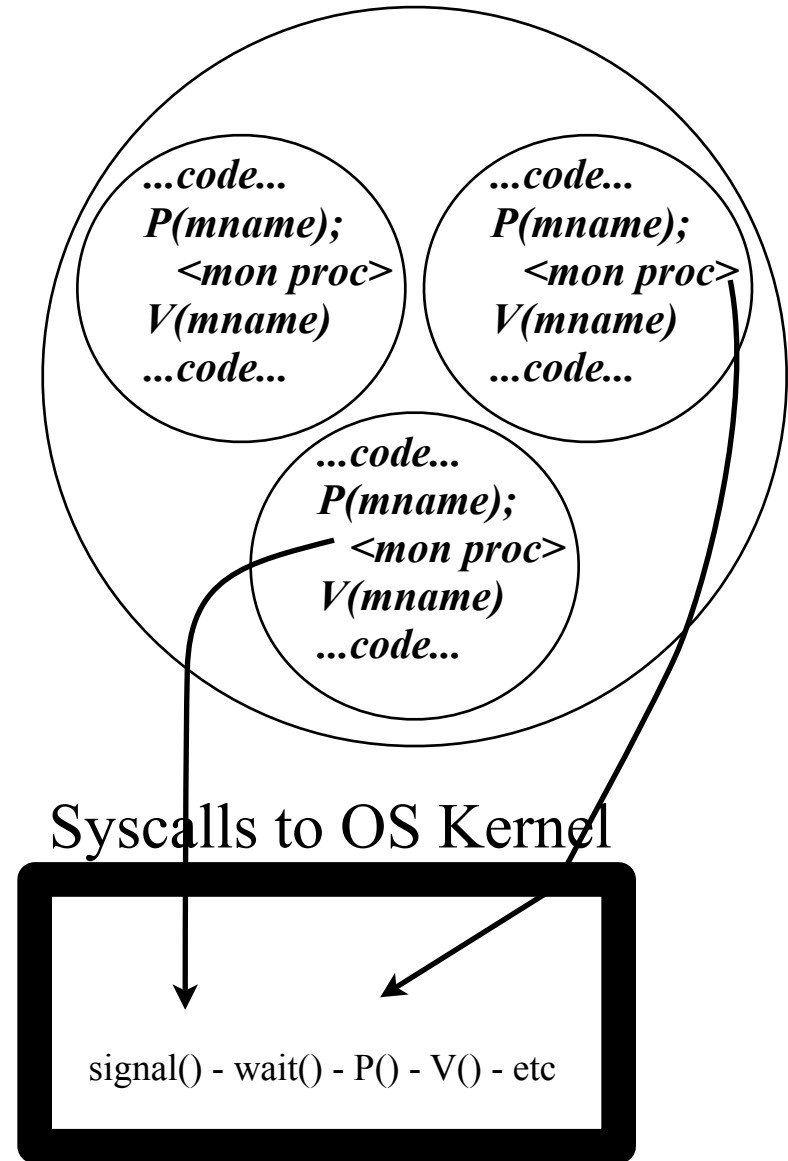 ...code...
P(mname);
<mon proc>
V(mname)
...code...
...code...
P(mname);
<mon proc>
V(mname)
...code...
...code...
P(mname);
<mon proc>
V(mname)
...code...
Syscalls to OS Kernel
signal() - wait() - P() - V() - etc